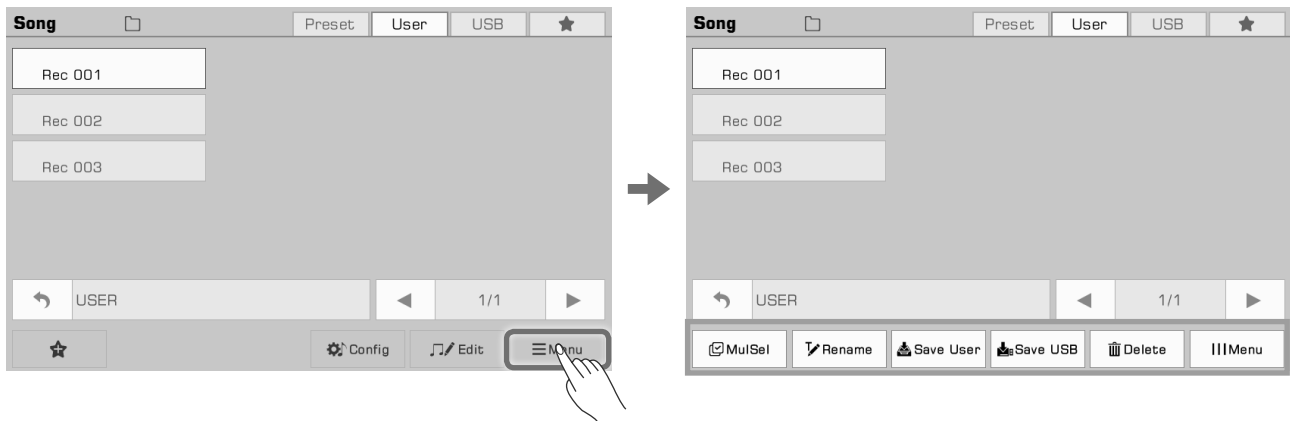 Song Preset User USB
Rec 001
Rec 002
Rec 003
USER 1/1
Config Edit Menu
Song Preset User USB
Rec 001
Rec 002
Rec 003
USER 1/1
MulSel Rename Save User Save USB Delete Menu